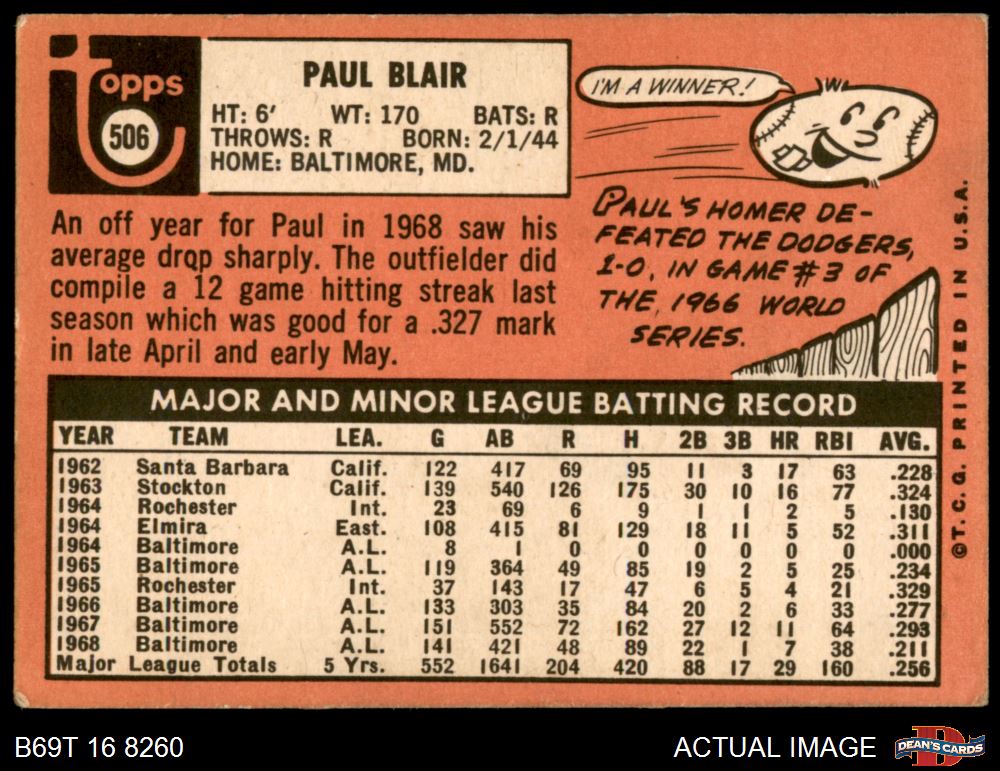 Topps
506
PAUL BLAIR
HT: 6' WT: 170 BATS: R
THROWS: R BORN: 2/1/44
HOME: BALTIMORE, MD.
An off year for Paul in 1968 saw his
average drop sharply. The outfielder did
compile a 12 game hitting streak last
season which was good for a .327 mark
in late April and early May.
I'M A WINNER!
PAUL'S HOMER DE-
FEATED THE DODGERS,
1-0, IN GAME #3 OF
THE, 1966 WORLD
SERIES.
©T.C.G. PRINTED IN U.S.A.
MAJOR AND MINOR LEAGUE BATTING RECORD
YEAR TEAM LEA. G AB R H 2B 3B HR RBI AVG.
1962 Santa Barbara Calif. 122 417 69 95 11 3 17 63 .228
1963 Stockton Calif. 139 540 126 175 30 10 16 77 .324
1964 Rochester Int. 23 69 6 9 1 1 2 5 .130
1964 Elmira East. 108 415 81 129 18 11 5 52 .311
1964 Baltimore A.L. 8 1 0 0 0 0 0 0 .000
1965 Baltimore A.L. 119 364 49 85 19 2 5 25 .234
1965 Rochester Int. 37 143 17 47 6 5 4 21 .329
1966 Baltimore A.L. 133 303 35 84 20 2 6 33 .277
1967 Baltimore A.L. 151 552 72 162 27 12 11 64 .293
1968 Baltimore A.L. 141 421 48 89 22 1 7 38 .211
Major League Totals 5 Yrs. 552 1641 204 420 88 17 29 160 .256
B69T 16 8260
ACTUAL IMAGE
DEAN'S CARDS